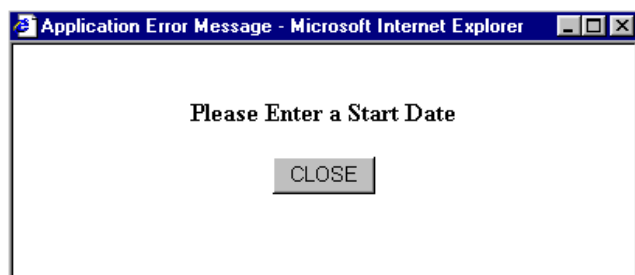 Application Error Message - Microsoft Internet Explorer
Please Enter a Start Date
CLOSE